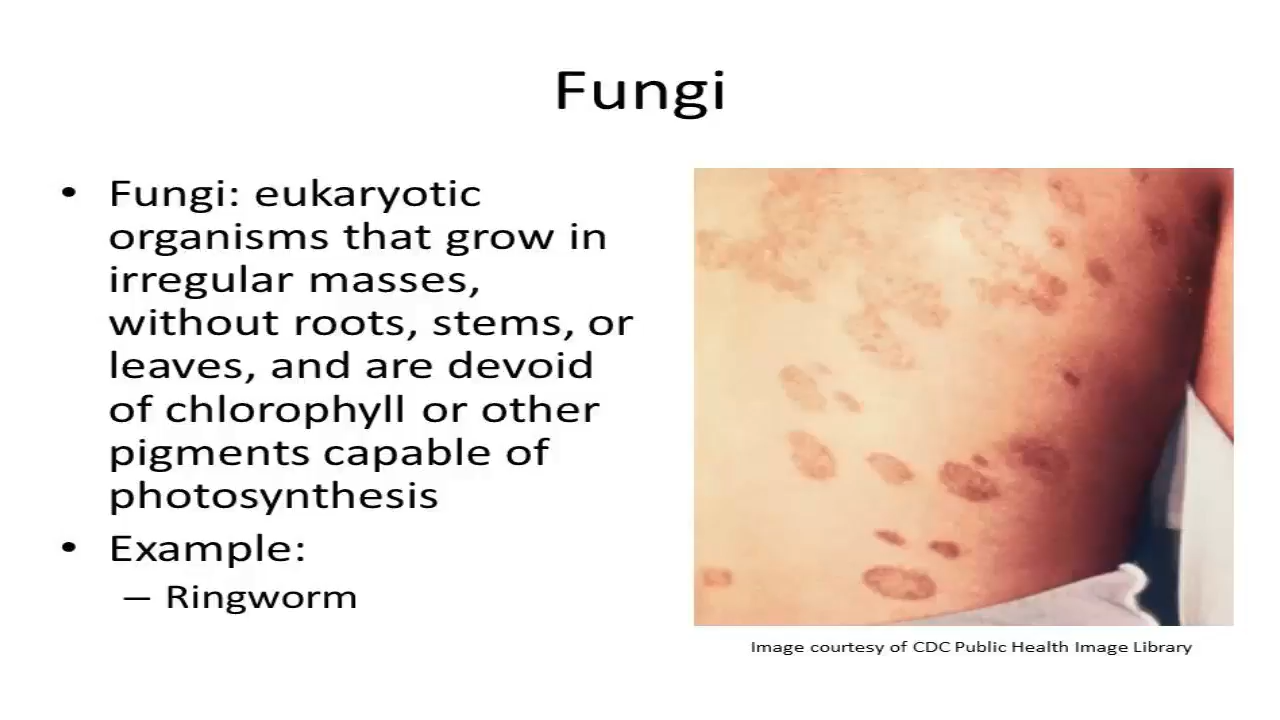 Fungi
• Fungi: eukaryotic
organisms that grow in
irregular masses,
without roots, stems, or
leaves, and are devoid
of chlorophyll or other
pigments capable of
photosynthesis
• Example:
– Ringworm
Image courtesy of CDC Public Health Image Library